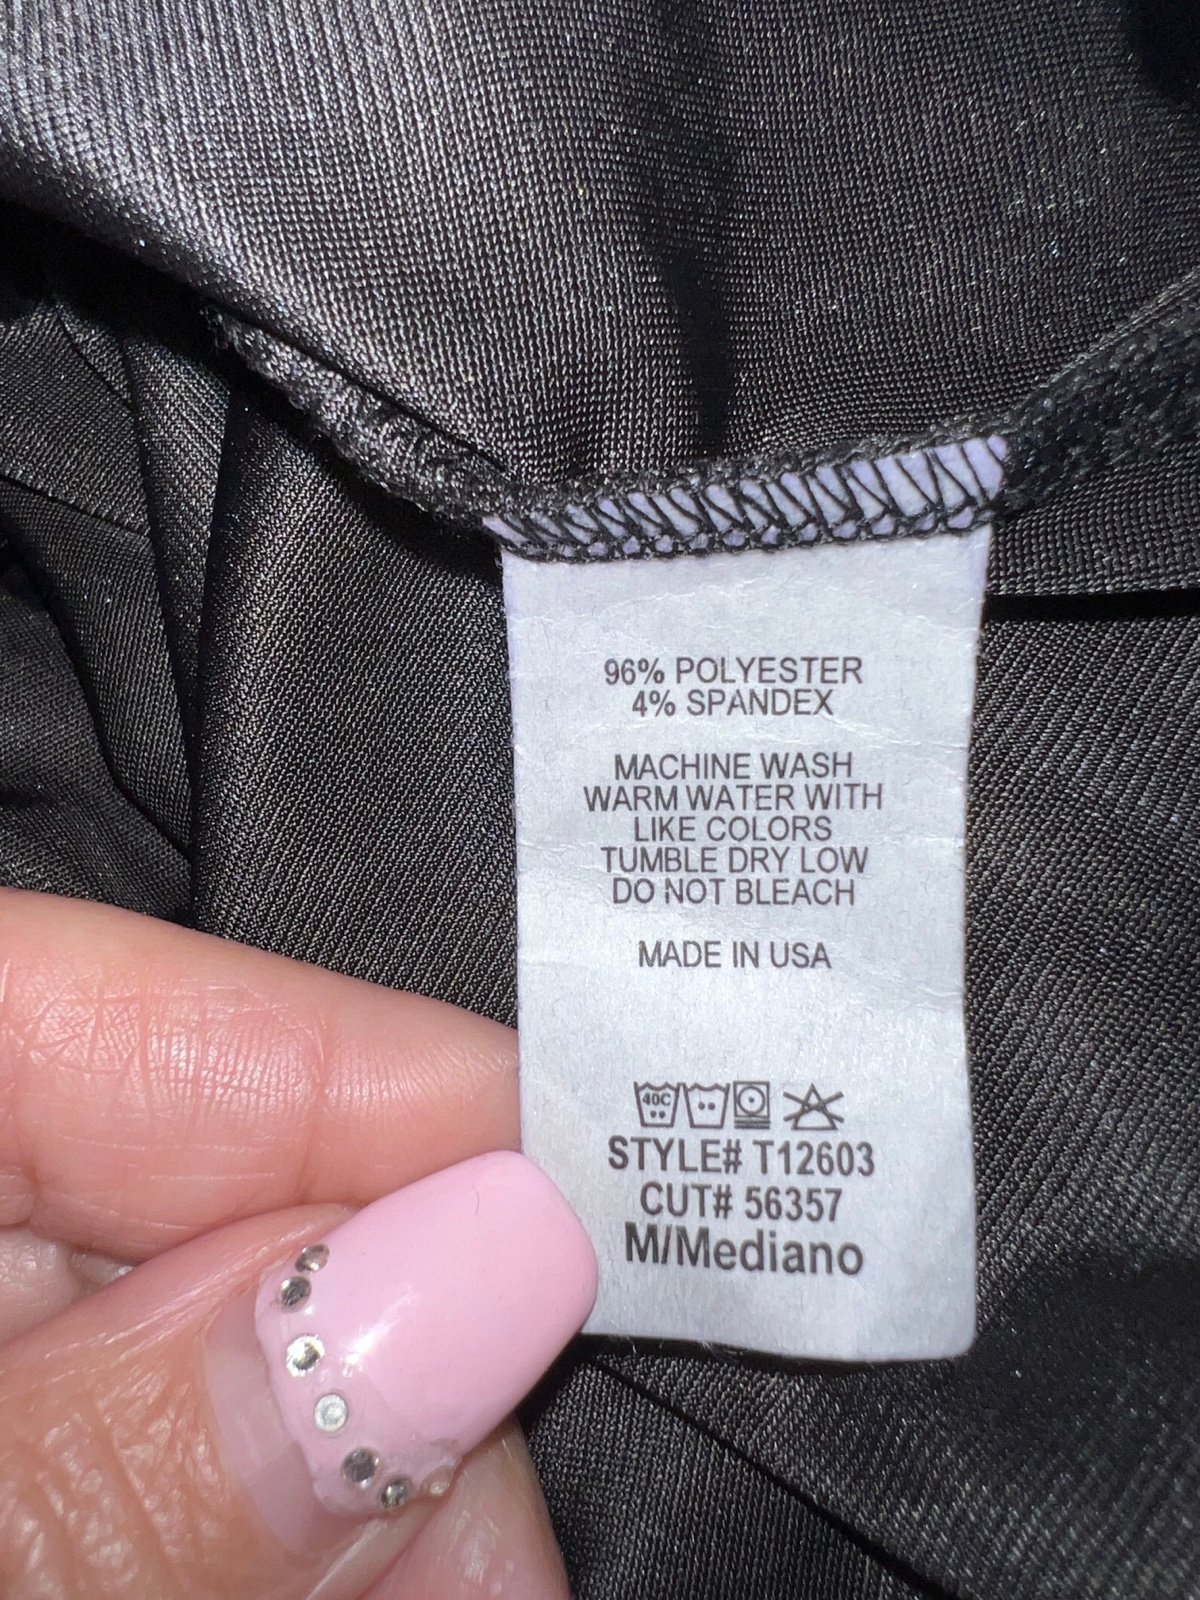 96% POLYESTER
4% SPANDEX
MACHINE WASH
WARM WATER WITH
LIKE COLORS
TUMBLE DRY LOW
DO NOT BLEACH
MADE IN USA
40C
STYLE# T12603
CUT# 56357
M/Mediano